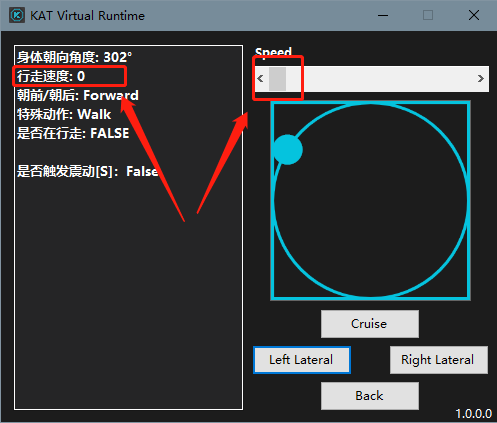 KAT Virtual Runtime
身体朝向角度: 302°
行走速度: 0
朝前/朝后: Forward
特殊动作: Walk
是否在行走: FALSE
是否触发震动[S]：False
Speed
Cruise
Left Lateral
Right Lateral
Back
1.0.0.0